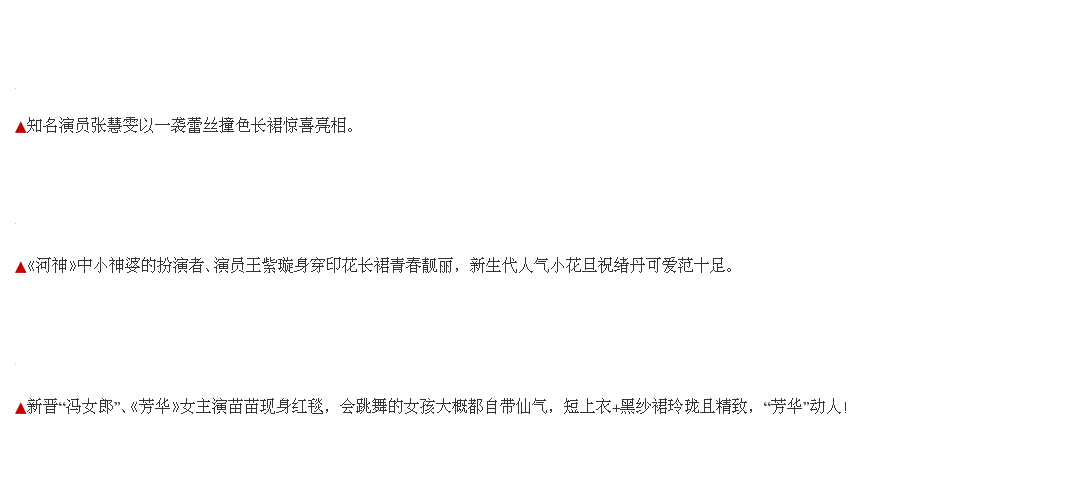 ▲知名演员张慧雯以一袭蕾丝撞色长裙惊喜亮相。
▲《河神》中小神婆的扮演者、演员王紫璇身穿印花长裙青春靓丽，新生代人气小花旦祝绪丹可爱范十足。
▲新晋“冯女郎”、《芳华》女主演苗苗现身红毯，会跳舞的女孩大概都自带仙气，短上衣+黑纱裙玲珑且精致，“芳华”动人!